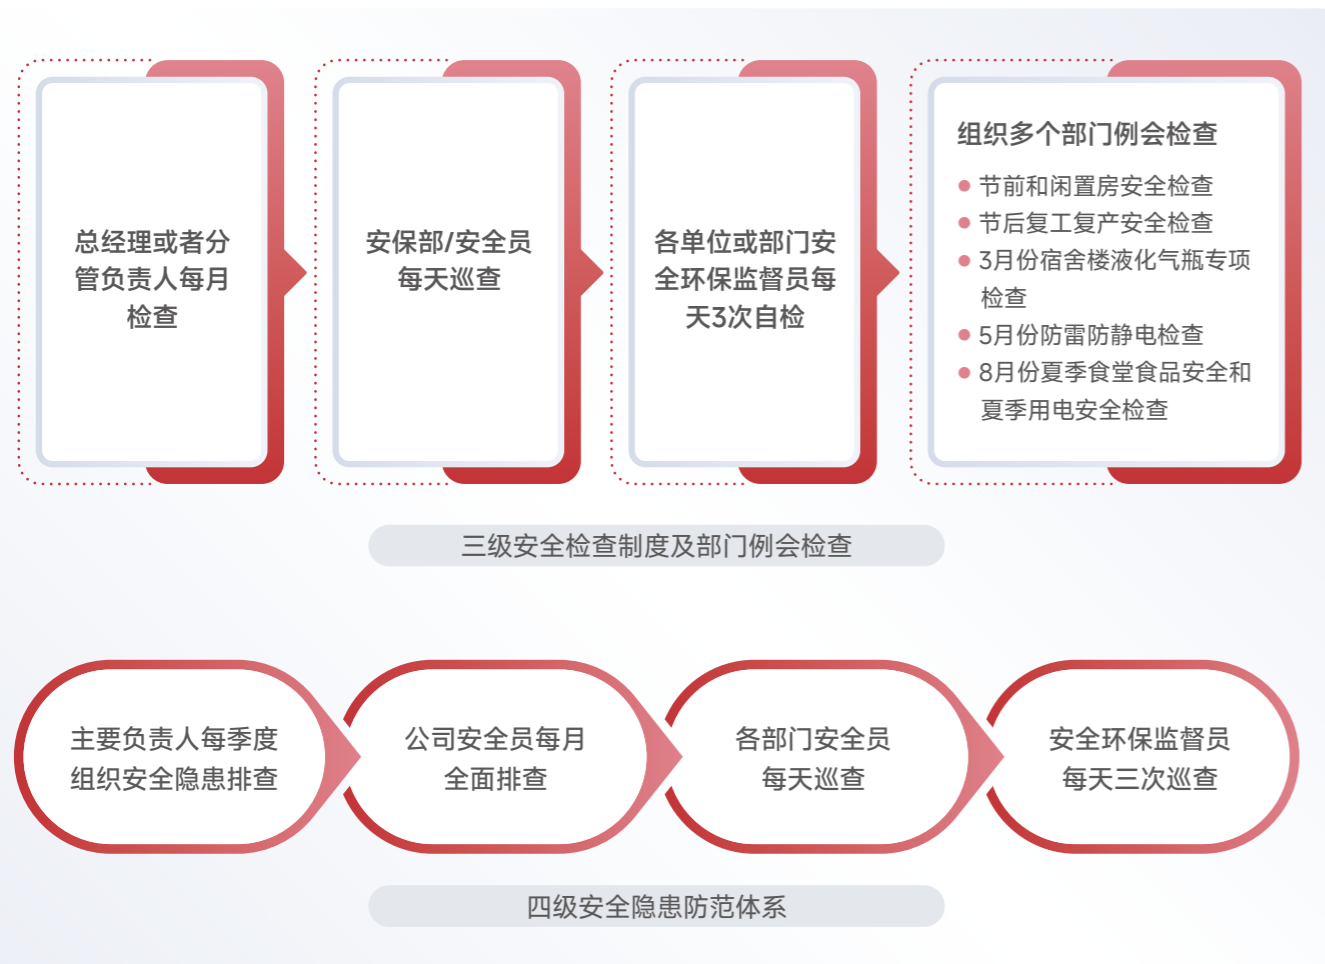 总经理或者分
管负责人每月
检查
安保部/安全员
每天巡查
各单位或部门安
全环保监督员每
天3次自检
组织多个部门例会检查
节前和闲置房安全检查
节后复工复产安全检查
3月份宿舍楼液化气瓶专项
检查
5月份防雷防静电检查
8月份夏季食堂食品安全和
夏季用电安全检查
三级安全检查制度及部门例会检查
主要负责人每季度
组织安全隐患排查
公司安全员每月
全面排查
各部门安全员
每天巡查
安全环保监督员
每天三次巡查
四级安全隐患防范体系